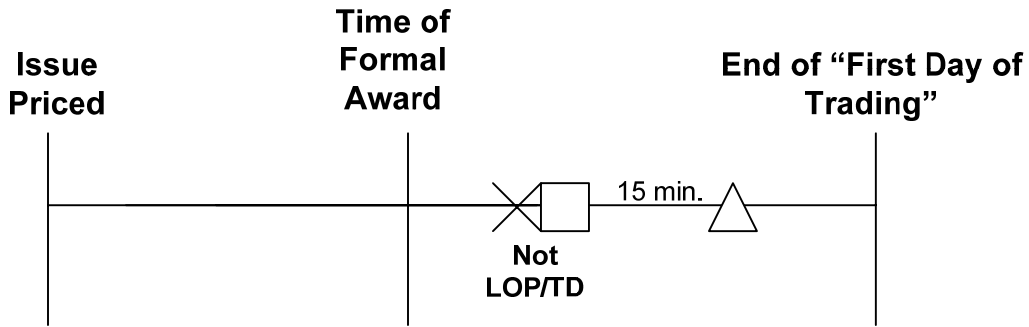 Issue
Priced
Time of
Formal
Award
End of “First Day of
Trading”
15 min.
Not
LOP/TD